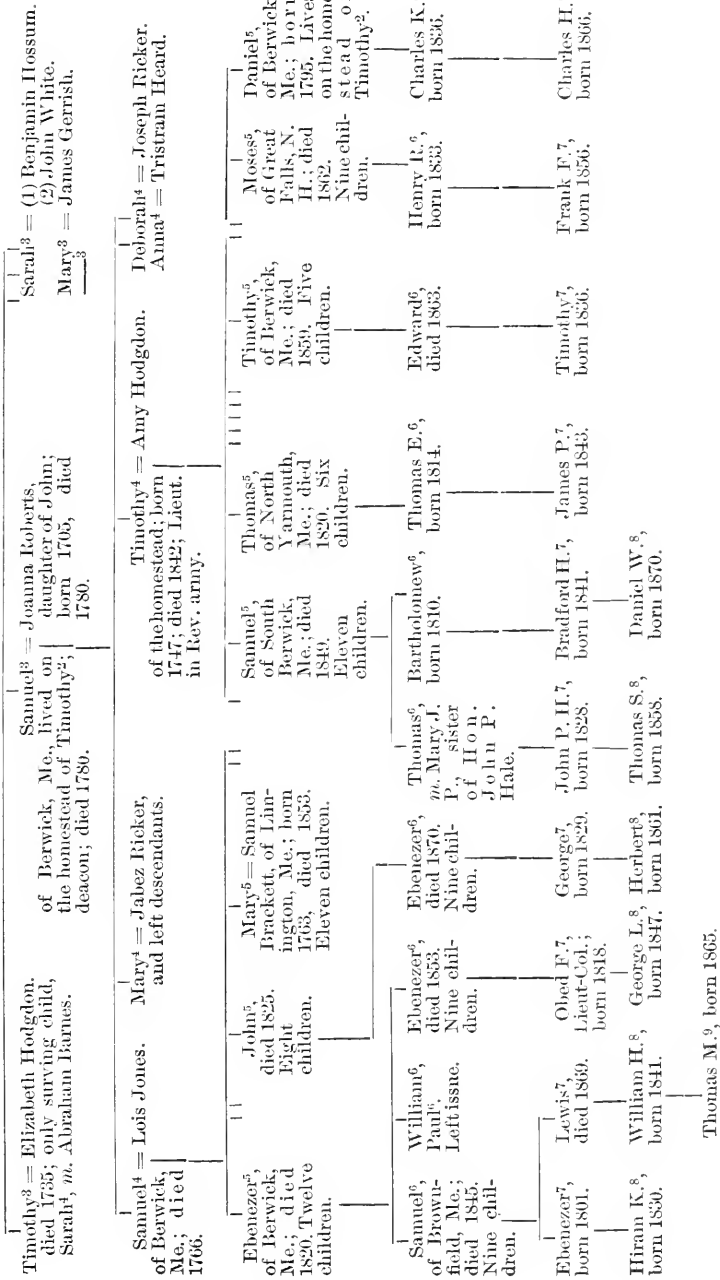 Timothy³ = Elizabeth Hodgdon.
died 1735; only surving child,
Sarah⁴, m. Abraham Barnes.
Samuel³ = Joanna Roberts,
of Berwick, Me., lived on
the homestead of Timothy²;
deacon; died 1780.
daughter of John;
born 1705, died
1780.
Sarah³ = (1) Benjamin Hossum.
(2) John White.
Mary³ = James Gerrish.
3
Samuel⁴ = Lois Jones.
of Berwick,
Me.; died
1766.
Mary⁴ = Jabez Ricker,
and left descendants.
Timothy⁴ = Amy Hodgdon.
of the homestead; born
1747; died 1842; Lieut.
in Rev. army.
Deborah⁴ = Joseph Ricker.
Anna⁴ = Tristram Heard.
Ebenezer⁵,
of Berwick,
Me.; died
1820. Twelve
children.
John⁵,
died 1825.
Eight
children.
Mary⁵ = Samuel
Brackett, of Lim-
ington, Me.; born
1763, died 1853.
Eleven children.
Samuel⁵,
of South
Berwick,
Me.; died
1849.
Eleven
children.
Thomas⁵,
of North
Yarmouth,
Me.; died
1820. Six
children.
Timothy⁵,
of Berwick,
Me.; died
1859. Five
children.
Moses⁵,
of Great
Falls, N.
H.; died
1862.
Nine chil-
dren.
Daniel⁵,
of Berwick
Me.; born
1795. Lives
on the home
stead o
Timothy².
Samuel⁶,
of Brown-
field, Me.;
died 1845.
Nine chil-
dren.
William⁶,
Paul⁶.
Left issue.
Ebenezer⁶,
died 1853.
Nine chil-
dren.
Ebenezer⁶,
died 1870.
Nine chil-
dren.
Thomas⁶,
m. Mary J.
P., sister
of Hon.
John P.
Hale.
Bartholomew⁶,
born 1810.
Thomas E.⁶,
born 1814.
Edward⁶,
died 1863.
Henry R.⁶,
born 1833.
Charles K.
born 1836.
Ebenezer⁷,
born 1801.
Lewis⁷,
died 1869.
Obed F.⁷,
Lieut-Col.;
born 1818.
George⁷,
born 1829.
John P. H.⁷,
born 1828.
Bradford H.⁷,
born 1841.
James P.⁷,
born 1843.
Timothy⁷,
born 1836.
Frank F.⁷,
born 1856.
Charles H.
born 1866.
Hiram K.⁸,
born 1830.
William H.⁸,
born 1841.
George L.⁸,
born 1847.
Herbert⁸,
born 1861.
Thomas S.⁸,
born 1858.
Daniel W.⁸,
born 1870.
Thomas M.⁹, born 1865.